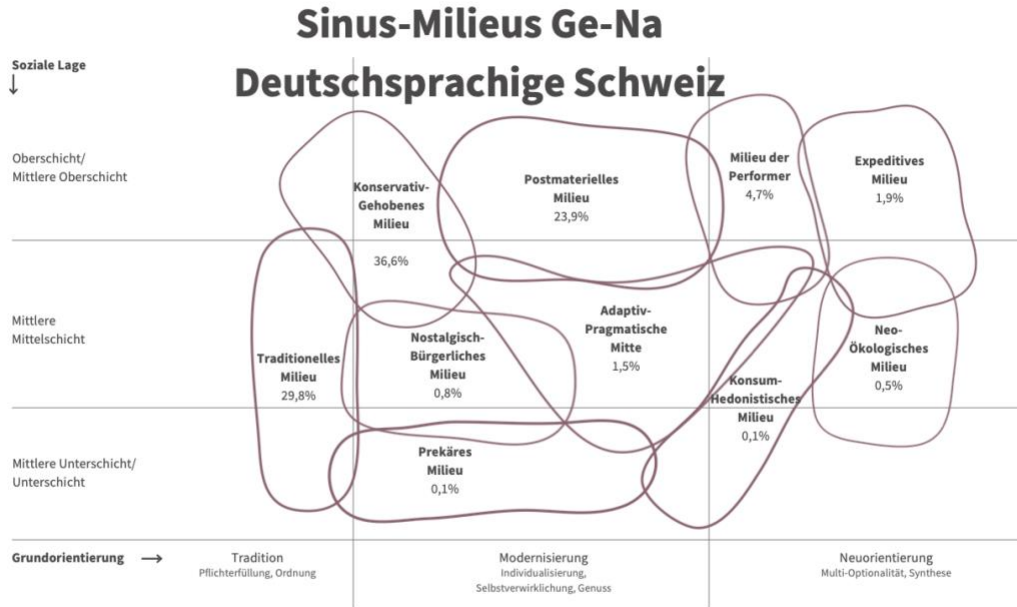 Sinus-Milieus Ge-Na
Deutschsprachige Schweiz
Soziale Lage
↓
Oberschicht/
Mittlere Oberschicht
Konservativ-
Gehobenes
Milieu
36,6%
Postmaterielles
Milieu
23,9%
Milieu der
Performer
4,7%
Expeditives
Milieu
1,9%
Mittlere
Mittelschicht
Traditionelles
Milieu
29,8%
Nostalgisch-
Bürgerliches
Milieu
0,8%
Adaptiv-
Pragmatische
Mitte
1,5%
Konsum-
Hedonistisches
Milieu
0,1%
Neo-
Ökologisches
Milieu
0,5%
Mittlere Unterschicht/
Unterschicht
Prekäres
Milieu
0,1%
Grundorientierung →
Tradition
Pflichterfüllung, Ordnung
Modernisierung
Individualisierung,
Selbstverwirklichung, Genuss
Neuorientierung
Multi-Optionalität, Synthese